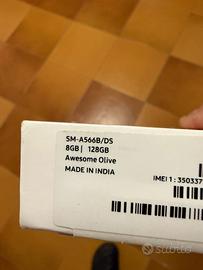 SM-A566B/DS
8GB | 128GB
Awesome Olive
MADE IN INDIA
IMEI 1 : 350337
subito